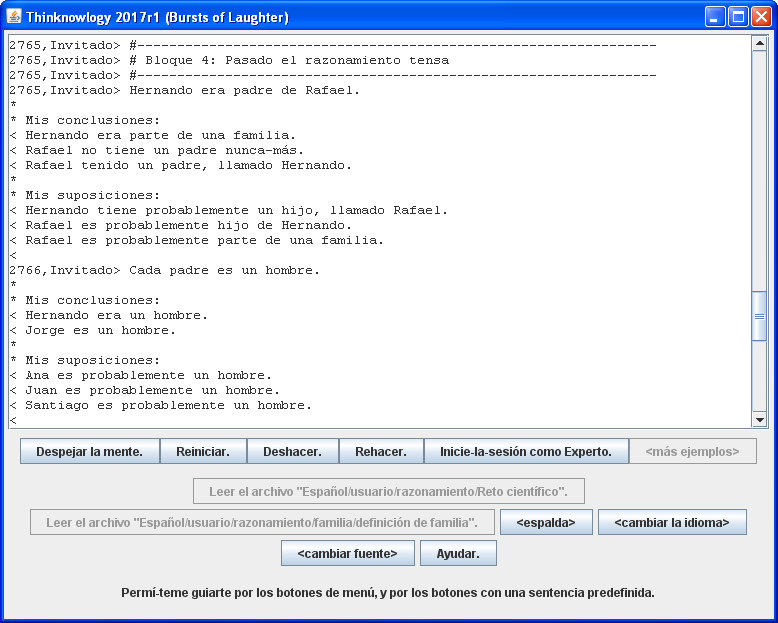 Thinknowlogy 2017r1 (Bursts of Laughter)
2765,Invitado> #-----------------------------------------------------------------
2765,Invitado> # Bloque 4: Pasado el razonamiento tensa
2765,Invitado> #-----------------------------------------------------------------
2765,Invitado> Hernando era padre de Rafael.
*
* Mis conclusiones:
< Hernando era parte de una familia.
< Rafael no tiene un padre nunca-más.
< Rafael tenido un padre, llamado Hernando.
*
* Mis suposiciones:
< Hernando tiene probablemente un hijo, llamado Rafael.
< Rafael es probablemente hijo de Hernando.
< Rafael es probablemente parte de una familia.
<
2766,Invitado> Cada padre es un hombre.
*
* Mis conclusiones:
< Hernando era un hombre.
< Jorge es un hombre.
*
* Mis suposiciones:
< Ana es probablemente un hombre.
< Juan es probablemente un hombre.
< Santiago es probablemente un hombre.
<
Despejar la mente. Reiniciar. Deshacer. Rehacer. Inicie-la-sesión como Experto. <más ejemplos>
Leer el archivo "Español/usuario/razonamiento/Reto científico".
Leer el archivo "Español/usuario/razonamiento/familia/definición de familia". <espalda> <cambiar la idioma>
<cambiar fuente> Ayudar.
Permí-teme guiarte por los botones de menú, y por los botones con una sentencia predefinida.